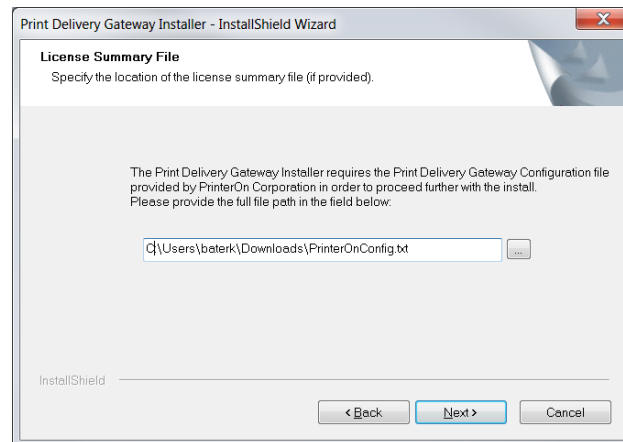 Print Delivery Gateway Installer - InstallShield Wizard
License Summary File
Specify the location of the license summary file (if provided).
The Print Delivery Gateway Installer requires the Print Delivery Gateway Configuration file
provided by PrinterOn Corporation in order to proceed further with the install.
Please provide the full file path in the field below:
C:\Users\baterk\Downloads\PrinterOnConfig.txt
...
InstallShield
< Back
Next >
Cancel